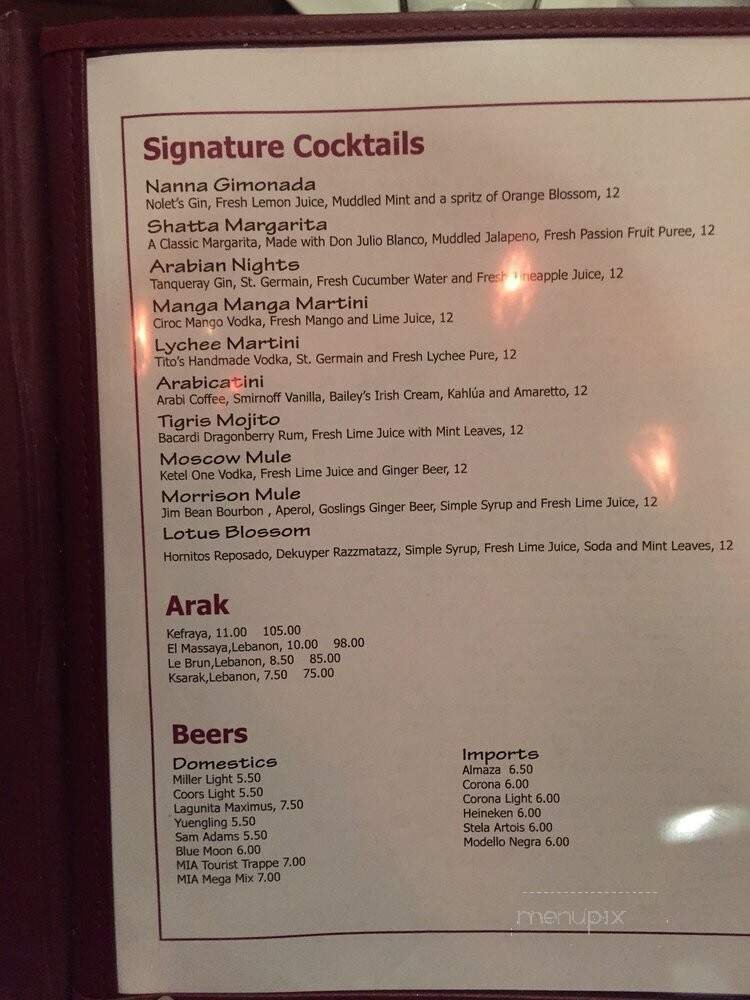 Signature Cocktails
Nanna Gimonada
Nolet's Gin, Fresh Lemon Juice, Muddled Mint and a spritz of Orange Blossom, 12
Shatta Margarita
A Classic Margarita, Made with Don Julio Blanco, Muddled Jalapeno, Fresh Passion Fruit Puree, 12
Arabian Nights
Tanqueray Gin, St. Germain, Fresh Cucumber Water and Fresh Pineapple Juice, 12
Manga Manga Martini
Ciroc Mango Vodka, Fresh Mango and Lime Juice, 12
Lychee Martini
Tito's Handmade Vodka, St. Germain and Fresh Lychee Pure, 12
Arabicatini
Arabi Coffee, Smirnoff Vanilla, Bailey's Irish Cream, Kahlúa and Amaretto, 12
Tigris Mojito
Bacardi Dragonberry Rum, Fresh Lime Juice with Mint Leaves, 12
Moscow Mule
Ketel One Vodka, Fresh Lime Juice and Ginger Beer, 12
Morrison Mule
Jim Bean Bourbon , Aperol, Goslings Ginger Beer, Simple Syrup and Fresh Lime Juice, 12
Lotus Blossom
Hornitos Reposado, Dekuyper Razzmatazz, Simple Syrup, Fresh Lime Juice, Soda and Mint Leaves, 12
Arak
Kefraya, 11.00 105.00
El Massaya,Lebanon, 10.00 98.00
Le Brun,Lebanon, 8.50 85.00
Ksarak,Lebanon, 7.50 75.00
Beers
Domestics
Miller Light 5.50
Coors Light 5.50
Lagunita Maximus, 7.50
Yuengling 5.50
Sam Adams 5.50
Blue Moon 6.00
MIA Tourist Trappe 7.00
MIA Mega Mix 7.00
Imports
Almaza 6.50
Corona 6.00
Corona Light 6.00
Heineken 6.00
Stela Artois 6.00
Modello Negra 6.00
menupix